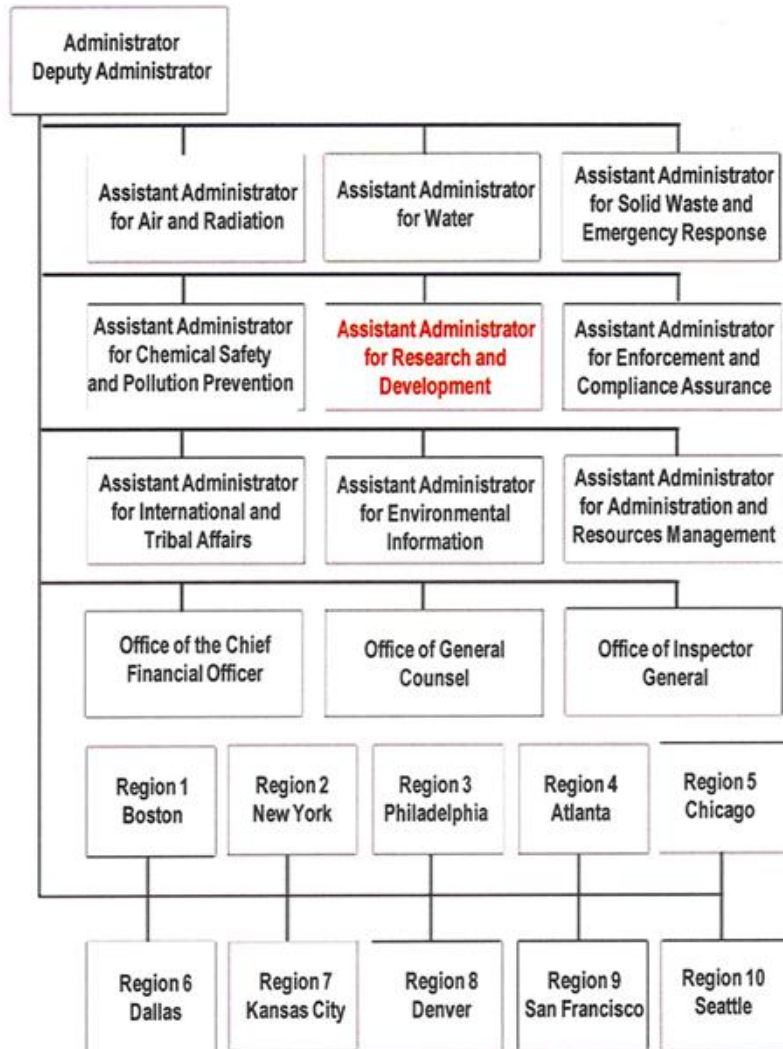 Administrator
Deputy Administrator
Assistant Administrator
for Air and Radiation
Assistant Administrator
for Water
Assistant Administrator
for Solid Waste and
Emergency Response
Assistant Administrator
for Chemical Safety
and Pollution Prevention
Assistant Administrator
for Research and
Development
Assistant Administrator
for Enforcement and
Compliance Assurance
Assistant Administrator
for International and
Tribal Affairs
Assistant Administrator
for Environmental
Information
Assistant Administrator
for Administration and
Resources Management
Office of the Chief
Financial Officer
Office of General
Counsel
Office of Inspector
General
Region 1
Boston
Region 2
New York
Region 3
Philadelphia
Region 4
Atlanta
Region 5
Chicago
Region 6
Dallas
Region 7
Kansas City
Region 8
Denver
Region 9
San Francisco
Region 10
Seattle